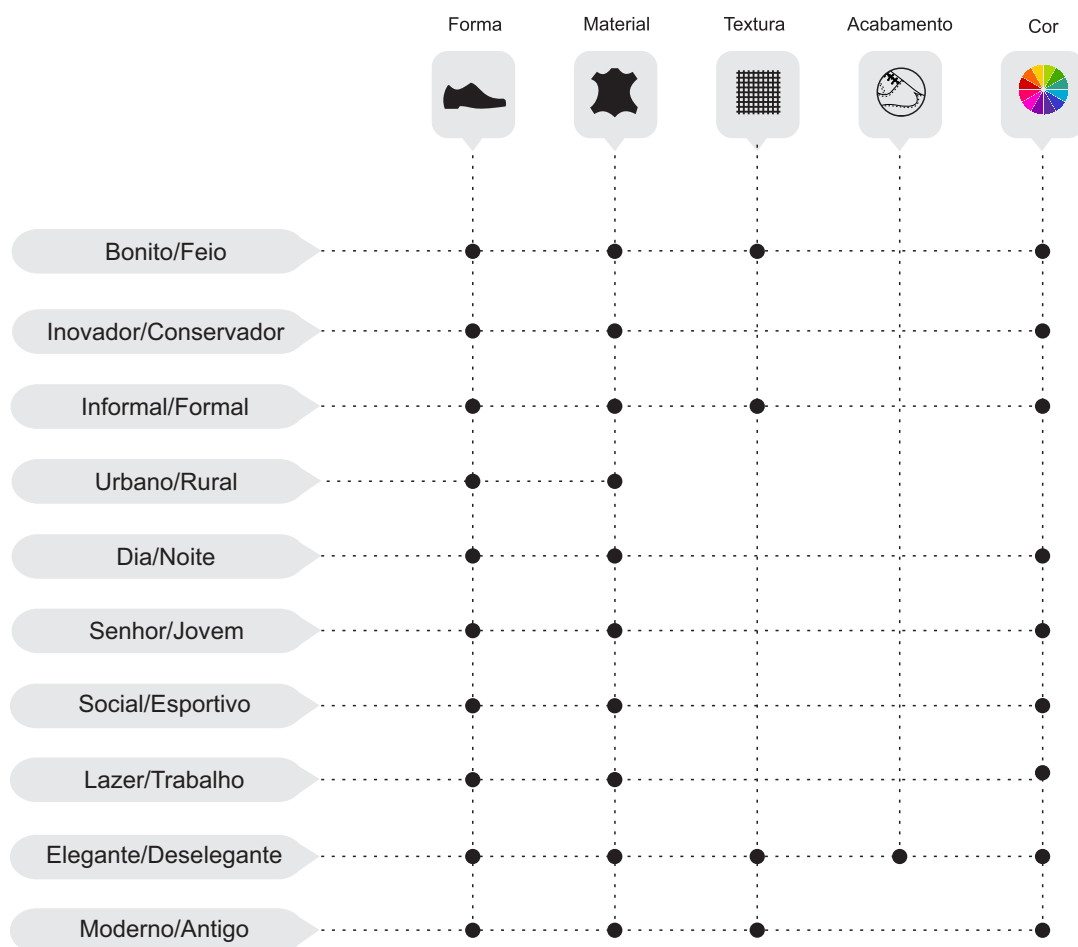 Forma Material Textura Acabamento Cor
Bonito/Feio
Inovador/Conservador
Informal/Formal
Urbano/Rural
Dia/Noite
Senhor/Jovem
Social/Esportivo
Lazer/Trabalho
Elegante/Deselegante
Moderno/Antigo